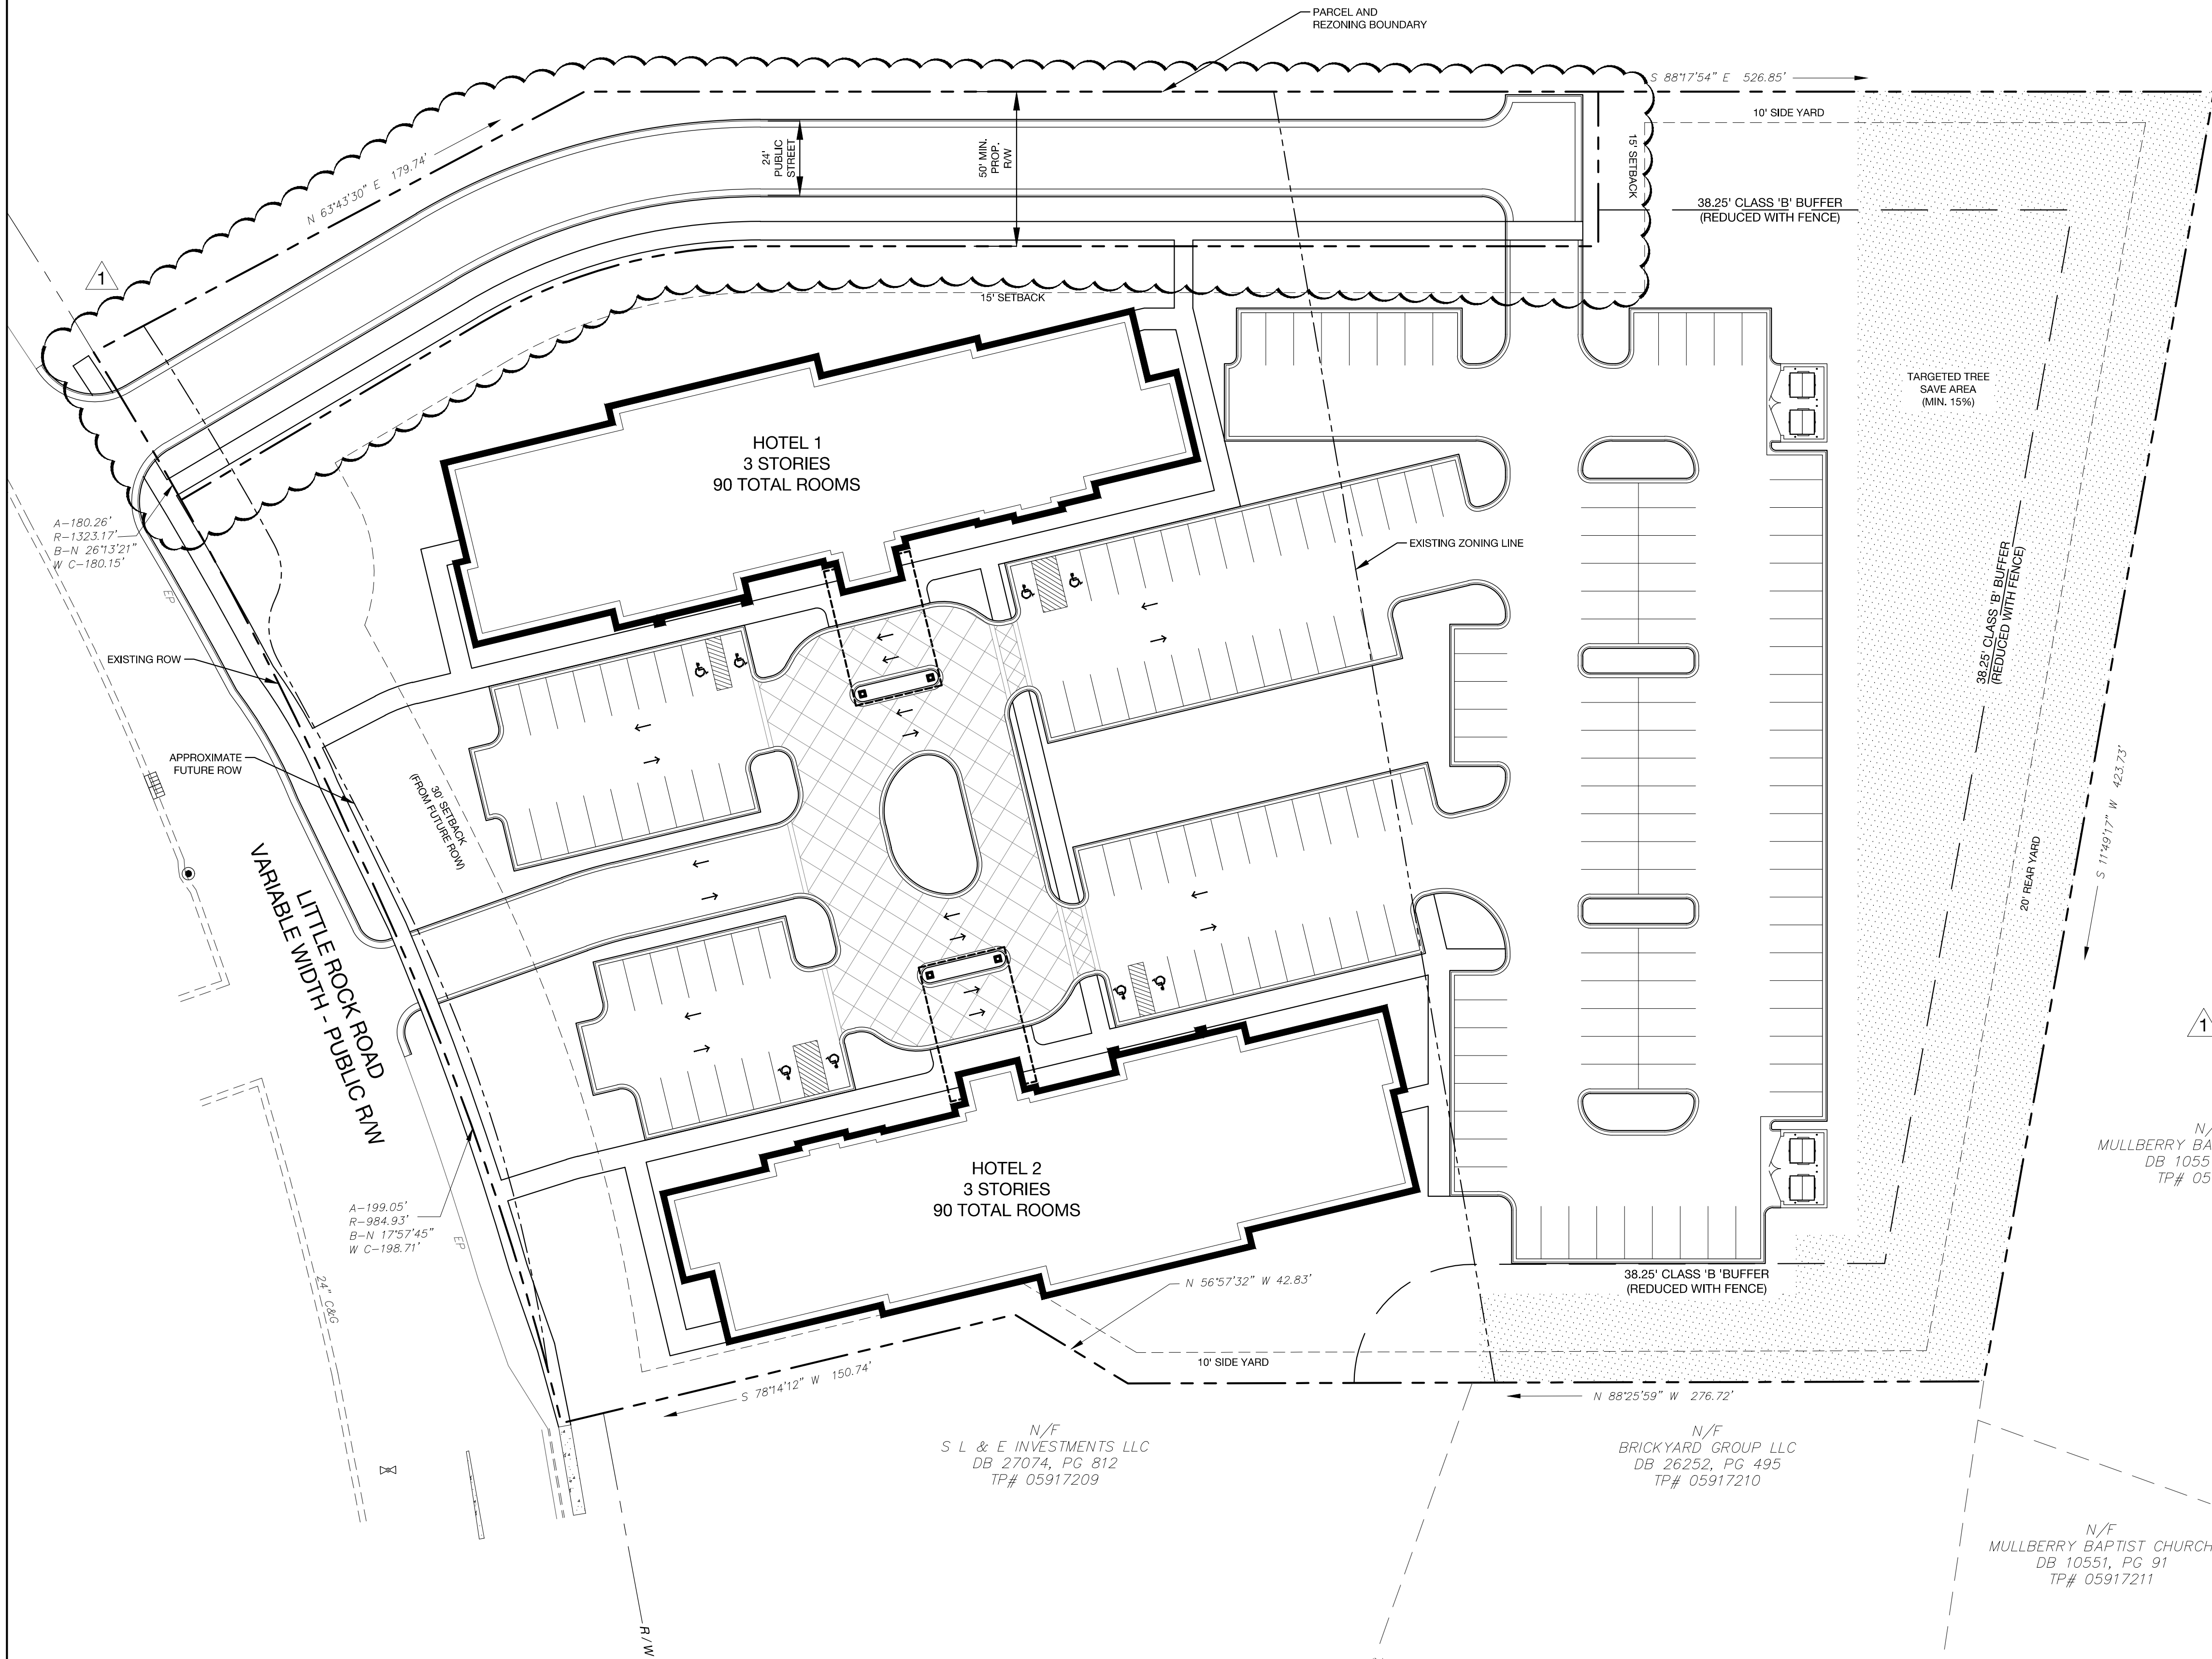 PARCEL AND
REZONING BOUNDARY
S 88°17'54" E 526.85'
10' SIDE YARD
24'
PUBLIC
STREET
50' MIN.
PROP.
R/W
15' SETBACK
N 63°43'30" E 179.74'
38.25' CLASS 'B' BUFFER
(REDUCED WITH FENCE)
1
15' SETBACK
TARGETED TREE
SAVE AREA
(MIN. 15%)
HOTEL 1
3 STORIES
90 TOTAL ROOMS
A-180.26'
R-1323.17'
B-N 26°13'21"
W C-180.15'
EP
EXISTING ZONING LINE
38.25' CLASS 'B' BUFFER
(REDUCED WITH FENCE)
EXISTING ROW
APPROXIMATE
FUTURE ROW
30' SETBACK
(FROM FUTURE ROW)
S 11°49'17" W 423.73'
20' REAR YARD
LITTLE ROCK ROAD
VARIABLE WIDTH - PUBLIC R/W
1
N/
MULLBERRY BA
DB 1055
TP# 05
HOTEL 2
3 STORIES
90 TOTAL ROOMS
A-199.05'
R-984.93'
B-N 17°57'45"
W C-198.71'
EP
24" C&G
N 56°57'32" W 42.83'
38.25' CLASS 'B 'BUFFER
(REDUCED WITH FENCE)
10' SIDE YARD
S 78°14'12" W 150.74'
N 88°25'59" W 276.72'
N/F
S L & E INVESTMENTS LLC
DB 27074, PG 812
TP# 05917209
N/F
BRICKYARD GROUP LLC
DB 26252, PG 495
TP# 05917210
N/F
MULLBERRY BAPTIST CHURCH
DB 10551, PG 91
TP# 05917211
R/W